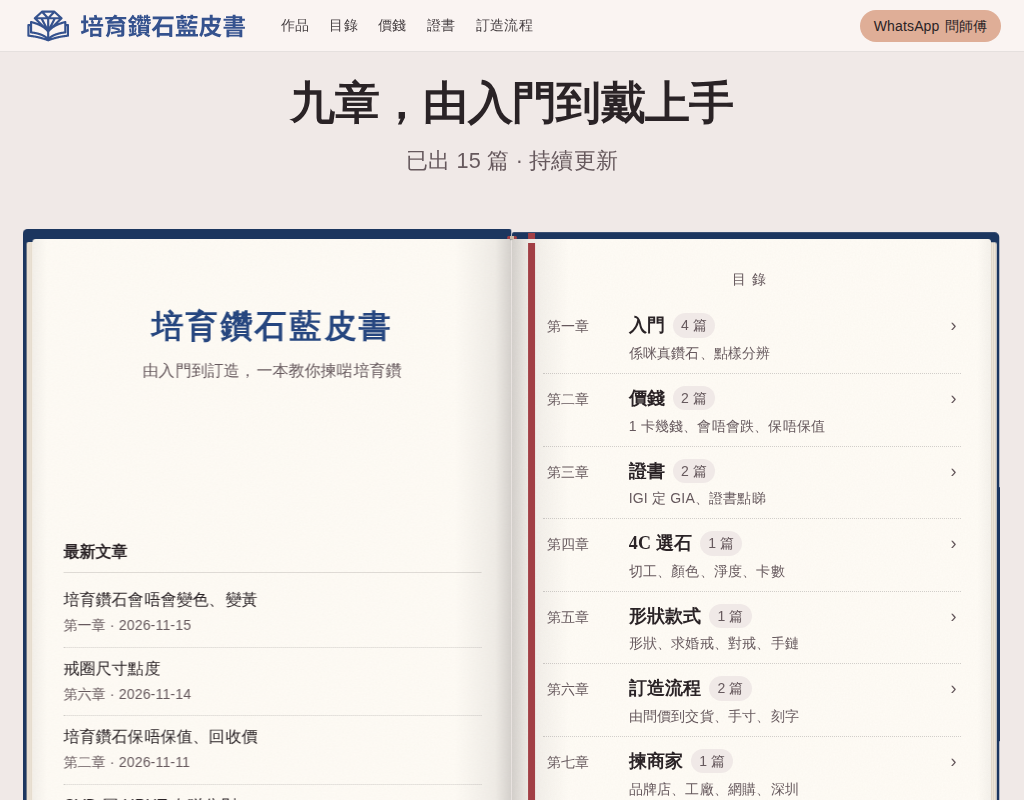 培育鑽石藍皮書
作品 目錄 價錢 證書 訂造流程
WhatsApp 問師傅
九章，由入門到戴上手
已出 15 篇 · 持續更新
培育鑽石藍皮書
由入門到訂造，一本教你揀啱培育鑽
最新文章
培育鑽石會唔會變色、變黃
第一章 · 2026-11-15
戒圈尺寸點度
第六章 · 2026-11-14
培育鑽石保唔保值、回收價
第二章 · 2026-11-11
目錄
第一章 入門 4 篇 ›
係咪真鑽石、點樣分辨
第二章 價錢 2 篇 ›
1 卡幾錢、會唔會跌、保唔保值
第三章 證書 2 篇 ›
IGI 定 GIA、證書點睇
第四章 4C 選石 1 篇 ›
切工、顏色、淨度、卡數
第五章 形狀款式 1 篇 ›
形狀、求婚戒、對戒、手鏈
第六章 訂造流程 2 篇 ›
由問價到交貨、手寸、刻字
第七章 揀商家 1 篇 ›
品牌店、工廠、網購、深圳